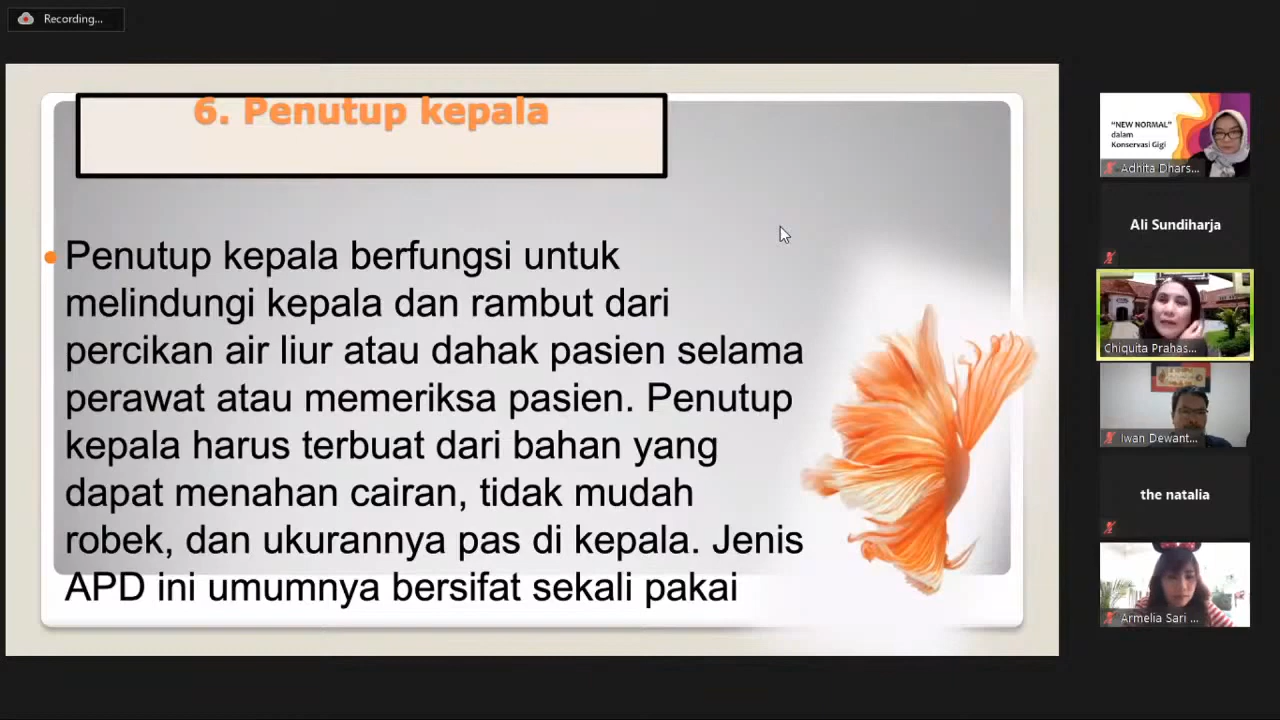 Recording...
6. Penutup kepala
Penutup kepala berfungsi untuk
melindungi kepala dan rambut dari
percikan air liur atau dahak pasien selama
perawat atau memeriksa pasien. Penutup
kepala harus terbuat dari bahan yang
dapat menahan cairan, tidak mudah
robek, dan ukurannya pas di kepala. Jenis
APD ini umumnya bersifat sekali pakai
"NEW NORMAL"
dalam
Konservasi Gigi
Adhita Dhars...
Ali Sundiharja
Chiquita Prahas...
Iwan Dewant...
the natalia
Armelia Sari ...